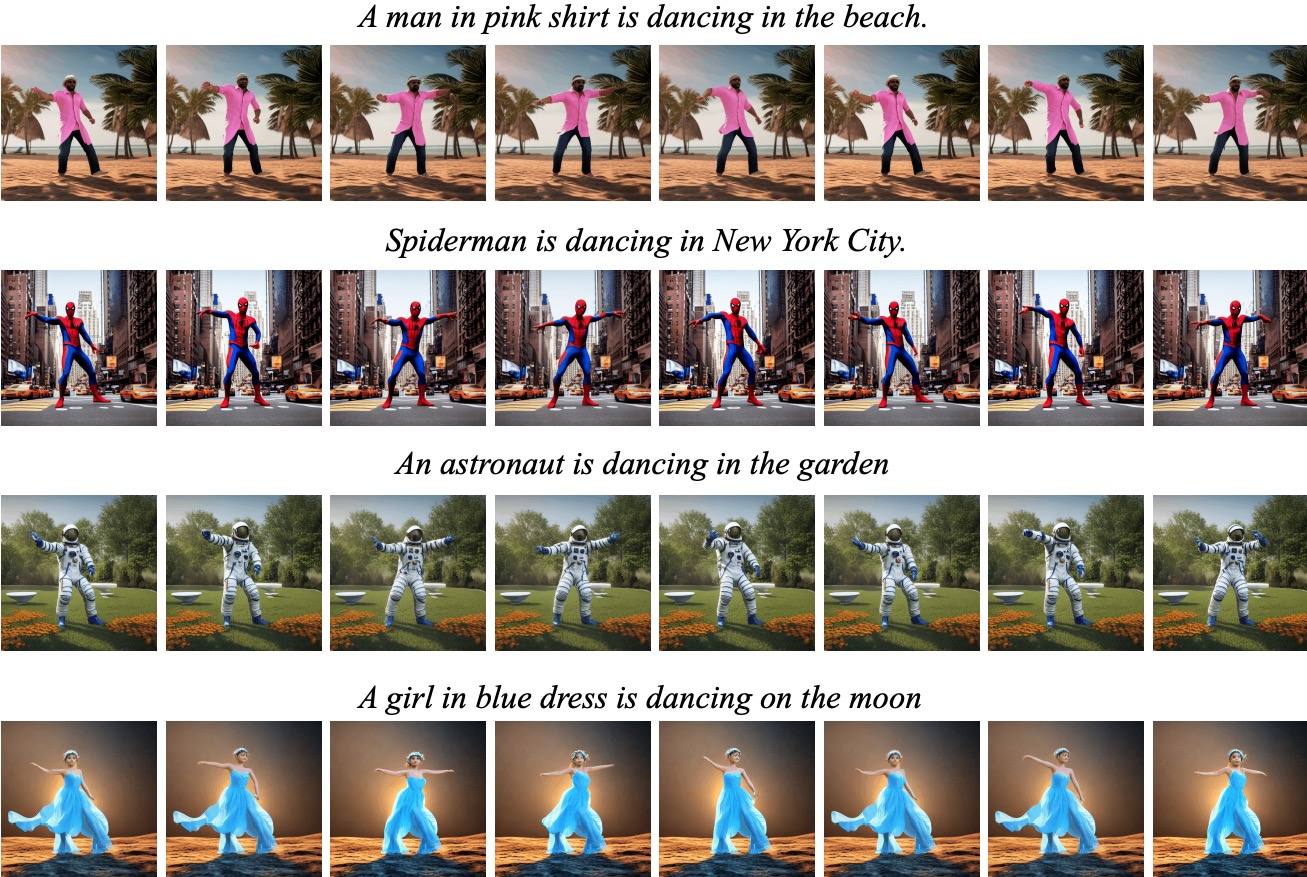 A man in pink shirt is dancing in the beach.
Spiderman is dancing in New York City.
An astronaut is dancing in the garden
A girl in blue dress is dancing on the moon